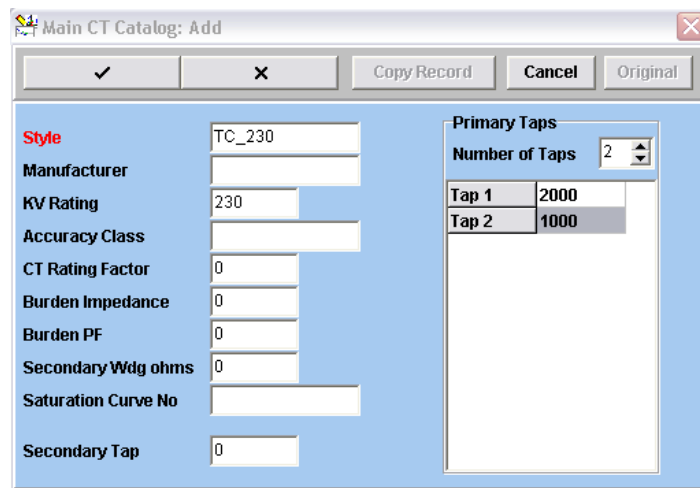 Main CT Catalog: Add
Copy Record Cancel Original
Style TC_230
Manufacturer
KV Rating 230
Accuracy Class
CT Rating Factor 0
Burden Impedance 0
Burden PF 0
Secondary Wdg ohms 0
Saturation Curve No
Secondary Tap 0
Primary Taps
Number of Taps 2
Tap 1 2000
Tap 2 1000